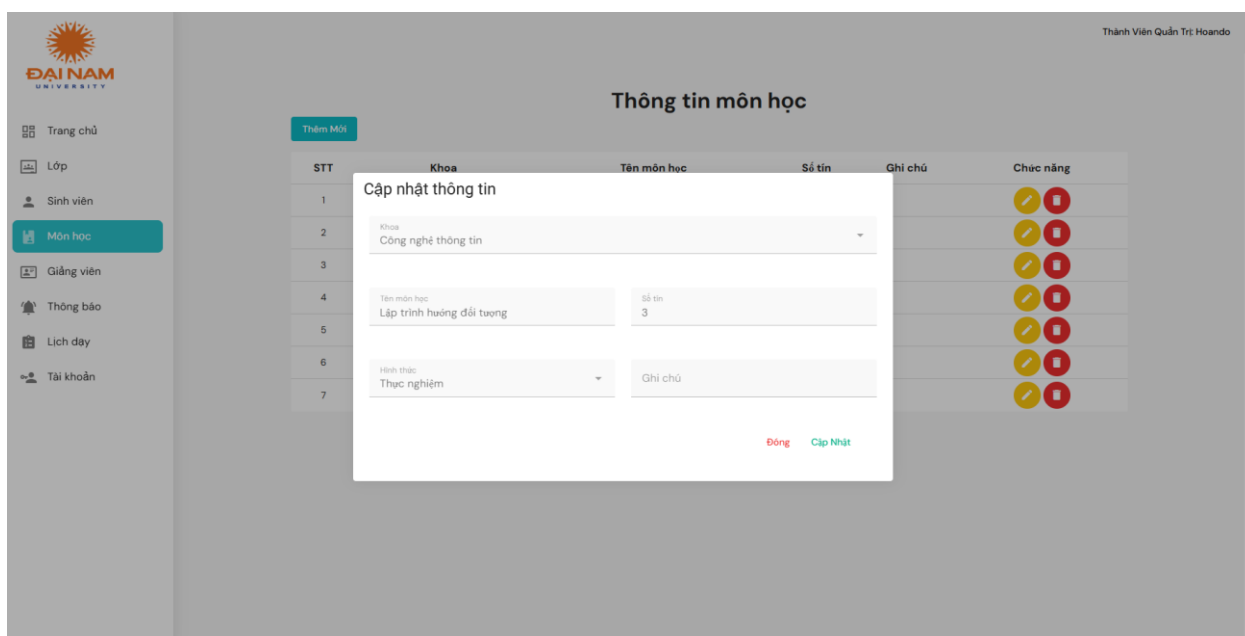 Thành Viên Quản Trị: Hoando
ĐẠI NAM
UNIVERSITY
Thông tin môn học
Trang chủ
Thêm Mới
Lớp
STT Khoa Tên môn học Số tín Ghi chú Chức năng
Cập nhật thông tin
Sinh viên
1
Khoa
Công nghệ thông tin
Môn học
2
Giảng viên
3
Thông báo
4
Tên môn học Số tín
Lập trình hướng đối tượng 3
Lịch dạy
5
6
Hình thức
Thực nghiệm Ghi chú
Tài khoản
7
Đóng Cập Nhật